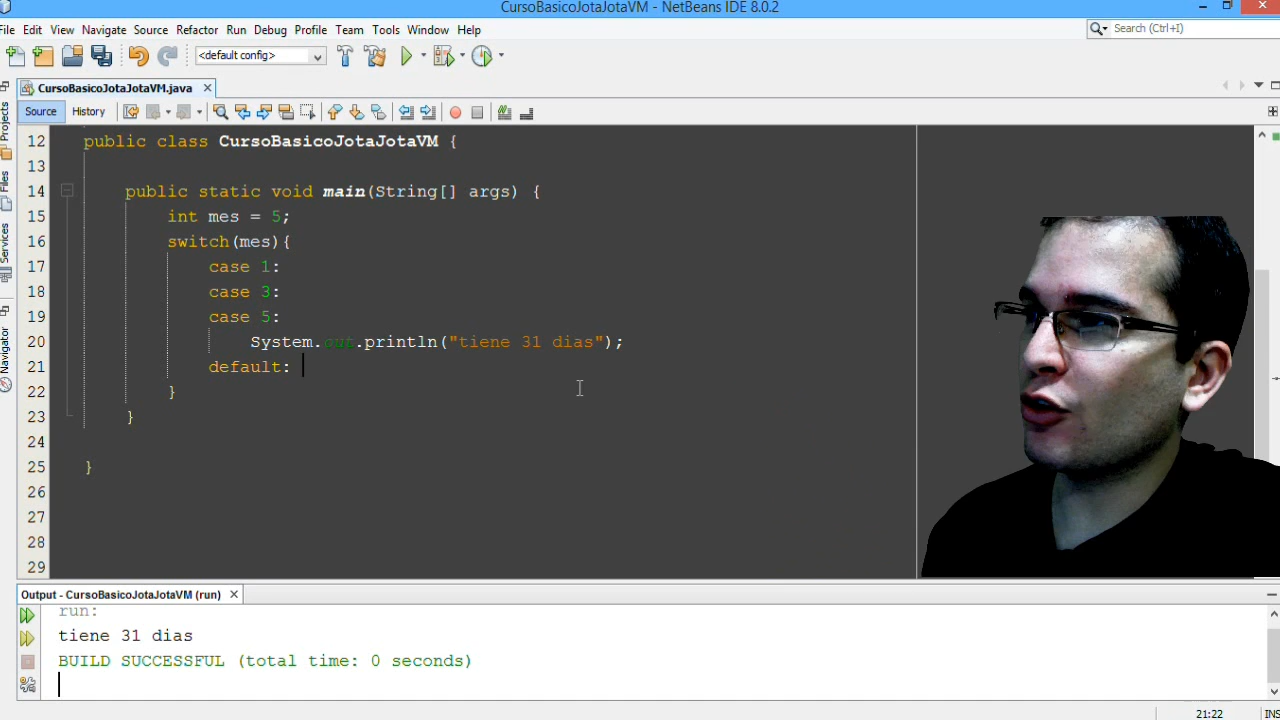 CursoBasicoJotaJotaVM - NetBeans IDE 8.0.2
File Edit View Navigate Source Refactor Run Debug Profile Team Tools Window Help
Search (Ctrl+I)
<default config>
CursoBasicoJotaJotaVM.java
Source History
Projects
Files
Services
Navigator
12 public class CursoBasicoJotaJotaVM {
13
14 public static void main(String[] args) {
15 int mes = 5;
16 switch(mes){
17 case 1:
18 case 3:
19 case 5:
20 System.out.println("tiene 31 dias");
21 default:
22 }
23 }
24
25 }
26
27
28
29
Output - CursoBasicoJotaJotaVM (run)
run:
tiene 31 dias
BUILD SUCCESSFUL (total time: 0 seconds)
21:22 INS